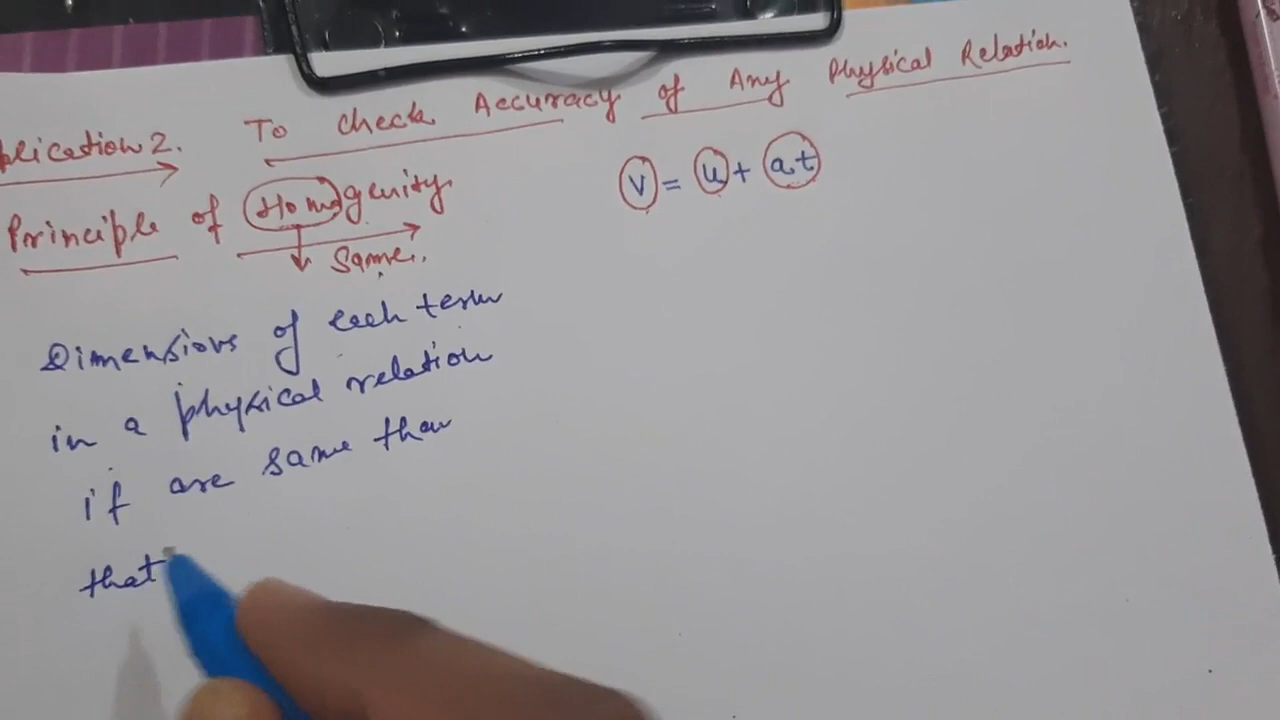 plication 2. To check Accuracy of Any Physical Relation.
Principle of Homogenity.
Same.
V = u + at
Dimensions of each term
in a physical relation
if are same then
that